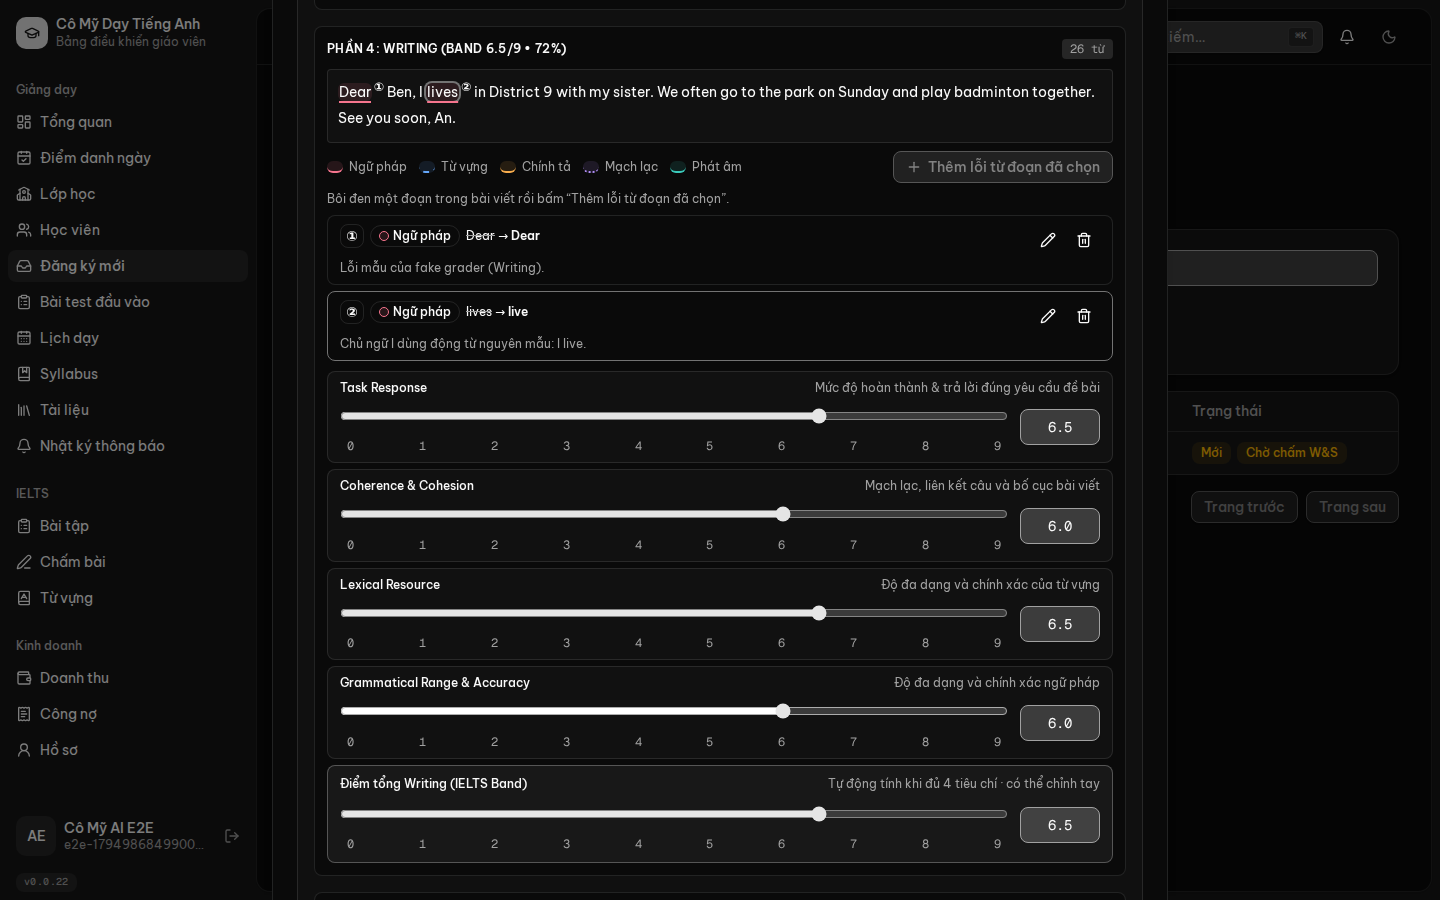 Cô Mỹ Dạy Tiếng Anh
Bảng điều khiển giáo viên
Giảng dạy
Tổng quan
Điểm danh ngày
Lớp học
Học viên
Đăng ký mới
Bài test đầu vào
Lịch dạy
Syllabus
Tài liệu
Nhật ký thông báo
IELTS
Bài tập
Chấm bài
Từ vựng
Kinh doanh
Doanh thu
Công nợ
Hồ sơ
AE
Cô Mỹ AI E2E
e2e-1794986849900...
v0.0.22
PHẦN 4: WRITING (BAND 6.5/9 • 72%)
26 từ
Dear ① Ben, I lives ② in District 9 with my sister. We often go to the park on Sunday and play badminton together.
See you soon, An.
Ngữ pháp Từ vựng Chính tả Mạch lạc Phát âm
Thêm lỗi từ đoạn đã chọn
Bôi đen một đoạn trong bài viết rồi bấm “Thêm lỗi từ đoạn đã chọn”.
① Ngữ pháp Dear → Dear
Lỗi mẫu của fake grader (Writing).
② Ngữ pháp lives → live
Chủ ngữ I dùng động từ nguyên mẫu: I live.
Task Response
Mức độ hoàn thành & trả lời đúng yêu cầu đề bài
6.5
0 1 2 3 4 5 6 7 8 9
Coherence & Cohesion
Mạch lạc, liên kết câu và bố cục bài viết
6.0
0 1 2 3 4 5 6 7 8 9
Lexical Resource
Độ đa dạng và chính xác của từ vựng
6.5
0 1 2 3 4 5 6 7 8 9
Grammatical Range & Accuracy
Độ đa dạng và chính xác ngữ pháp
6.0
0 1 2 3 4 5 6 7 8 9
Điểm tổng Writing (IELTS Band)
Tự động tính khi đủ 4 tiêu chí · có thể chỉnh tay
6.5
0 1 2 3 4 5 6 7 8 9
iếm...
⌘K
Trạng thái
Mới Chờ chấm W&S
Trang trước Trang sau